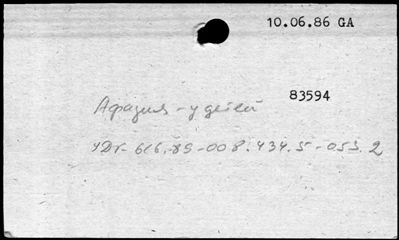 10.06.86 GA
83594
Афазия - у детей
УДК 616.89-008.434.5-053.2